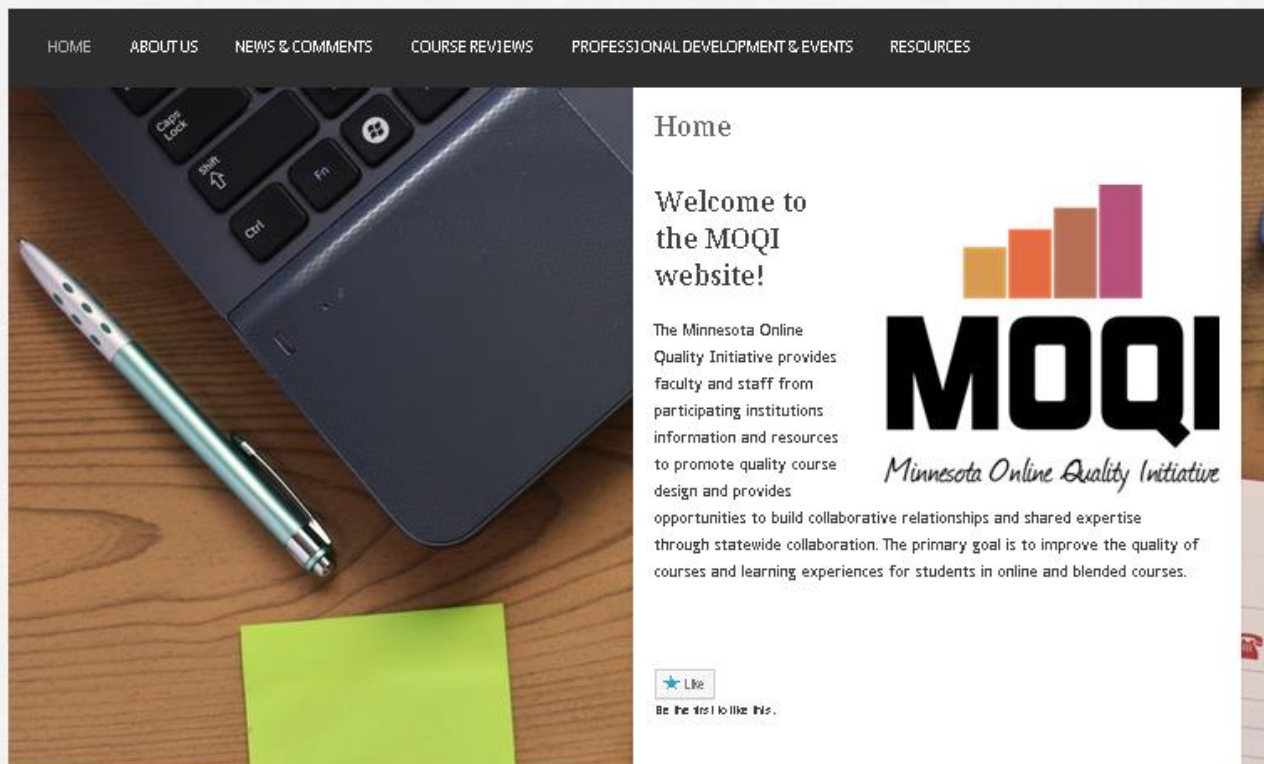 HOME ABOUT US NEWS & COMMENTS COURSE REVIEWS PROFESSIONAL DEVELOPMENT & EVENTS RESOURCES
Caps Lock
Shift
Fn
Ctrl
Home
Welcome to
the MOQI
website!
The Minnesota Online
Quality Initiative provides
faculty and staff from
participating institutions
information and resources
to promote quality course
design and provides
opportunities to build collaborative relationships and shared expertise
through statewide collaboration. The primary goal is to improve the quality of
courses and learning experiences for students in online and blended courses.
MOQI
Minnesota Online Quality Initiative
Like
Be the first to like this.